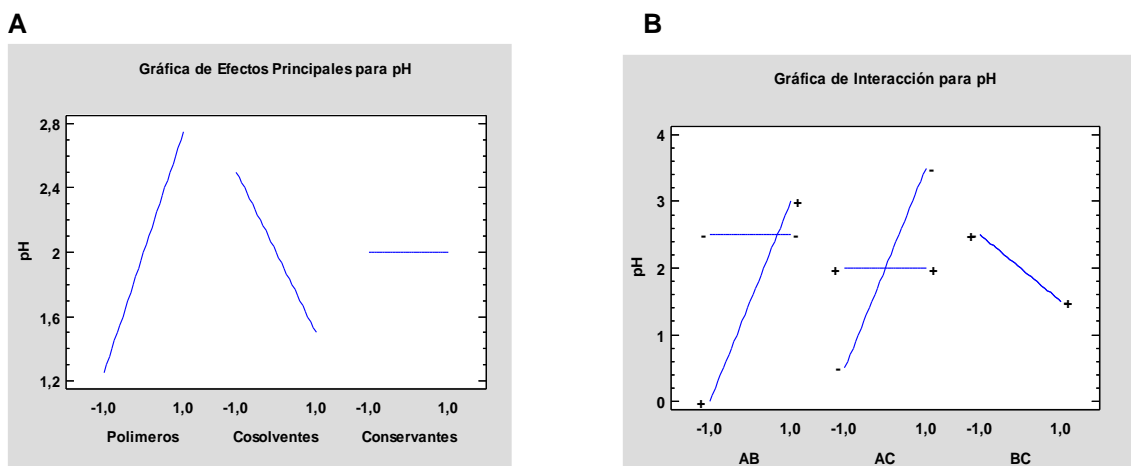 A
Gráfica de Efectos Principales para pH
2,8
2,4
2
1,6
1,2
pH
-1,0 1,0 -1,0 1,0 -1,0 1,0
Polimeros Cosolventes Conservantes
B
Gráfica de Interacción para pH
4
3
2
1
0
pH
- - + + - + - + + +
-1,0 1,0 -1,0 1,0 -1,0 1,0
AB AC BC